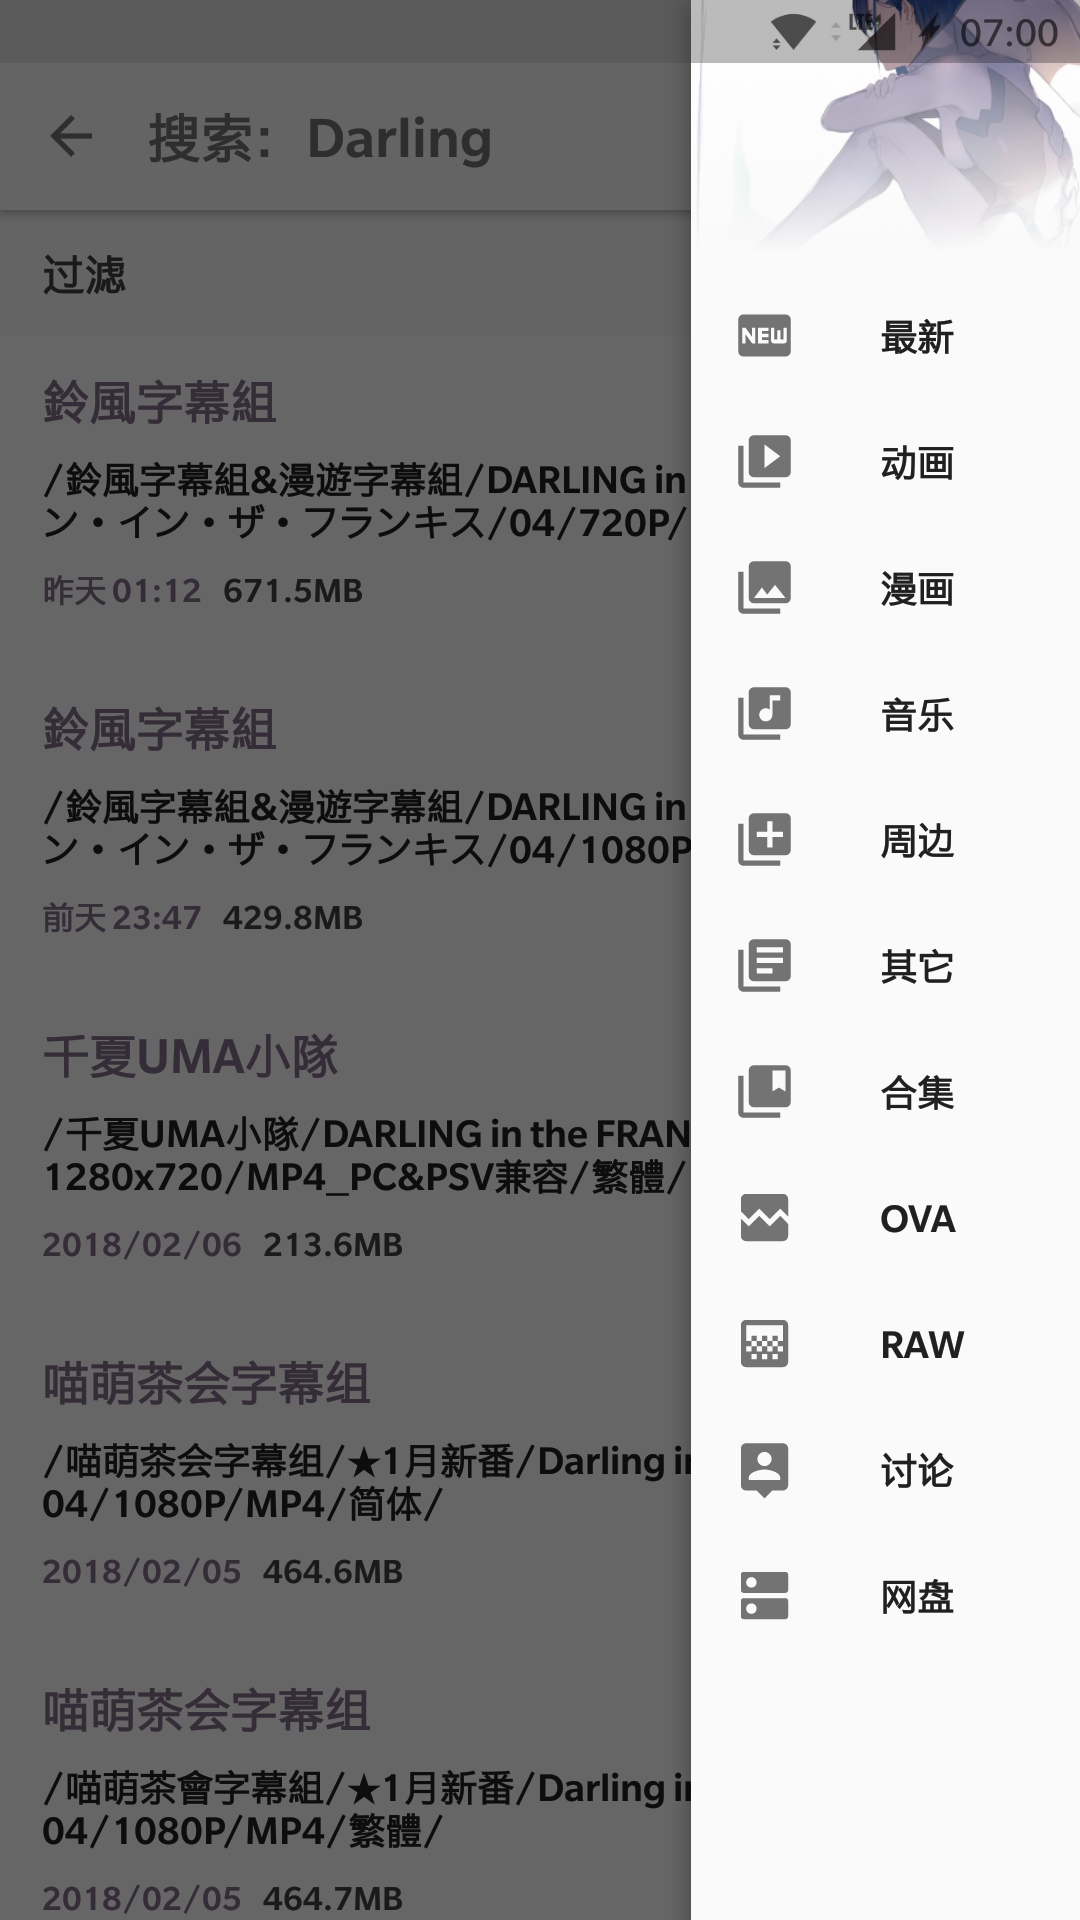 LTE 07:00
搜索：Darling
过滤
鈴風字幕組
/鈴風字幕組&漫遊字幕組/DARLING in
ン・イン・ザ・フランキス/04/720P/
昨天 01:12 671.5MB
鈴風字幕組
/鈴風字幕組&漫遊字幕組/DARLING in
ン・イン・ザ・フランキス/04/1080P
前天 23:47 429.8MB
千夏UMA小隊
/千夏UMA小隊/DARLING in the FRAN
1280x720/MP4_PC&PSV兼容/繁體/
2018/02/06 213.6MB
喵萌茶会字幕组
/喵萌茶会字幕组/★1月新番/Darling in
04/1080P/MP4/简体/
2018/02/05 464.6MB
喵萌茶会字幕组
/喵萌茶會字幕組/★1月新番/Darling in
04/1080P/MP4/繁體/
2018/02/05 464.7MB
NEW 最新
动画
漫画
音乐
周边
其它
合集
OVA
RAW
讨论
网盘